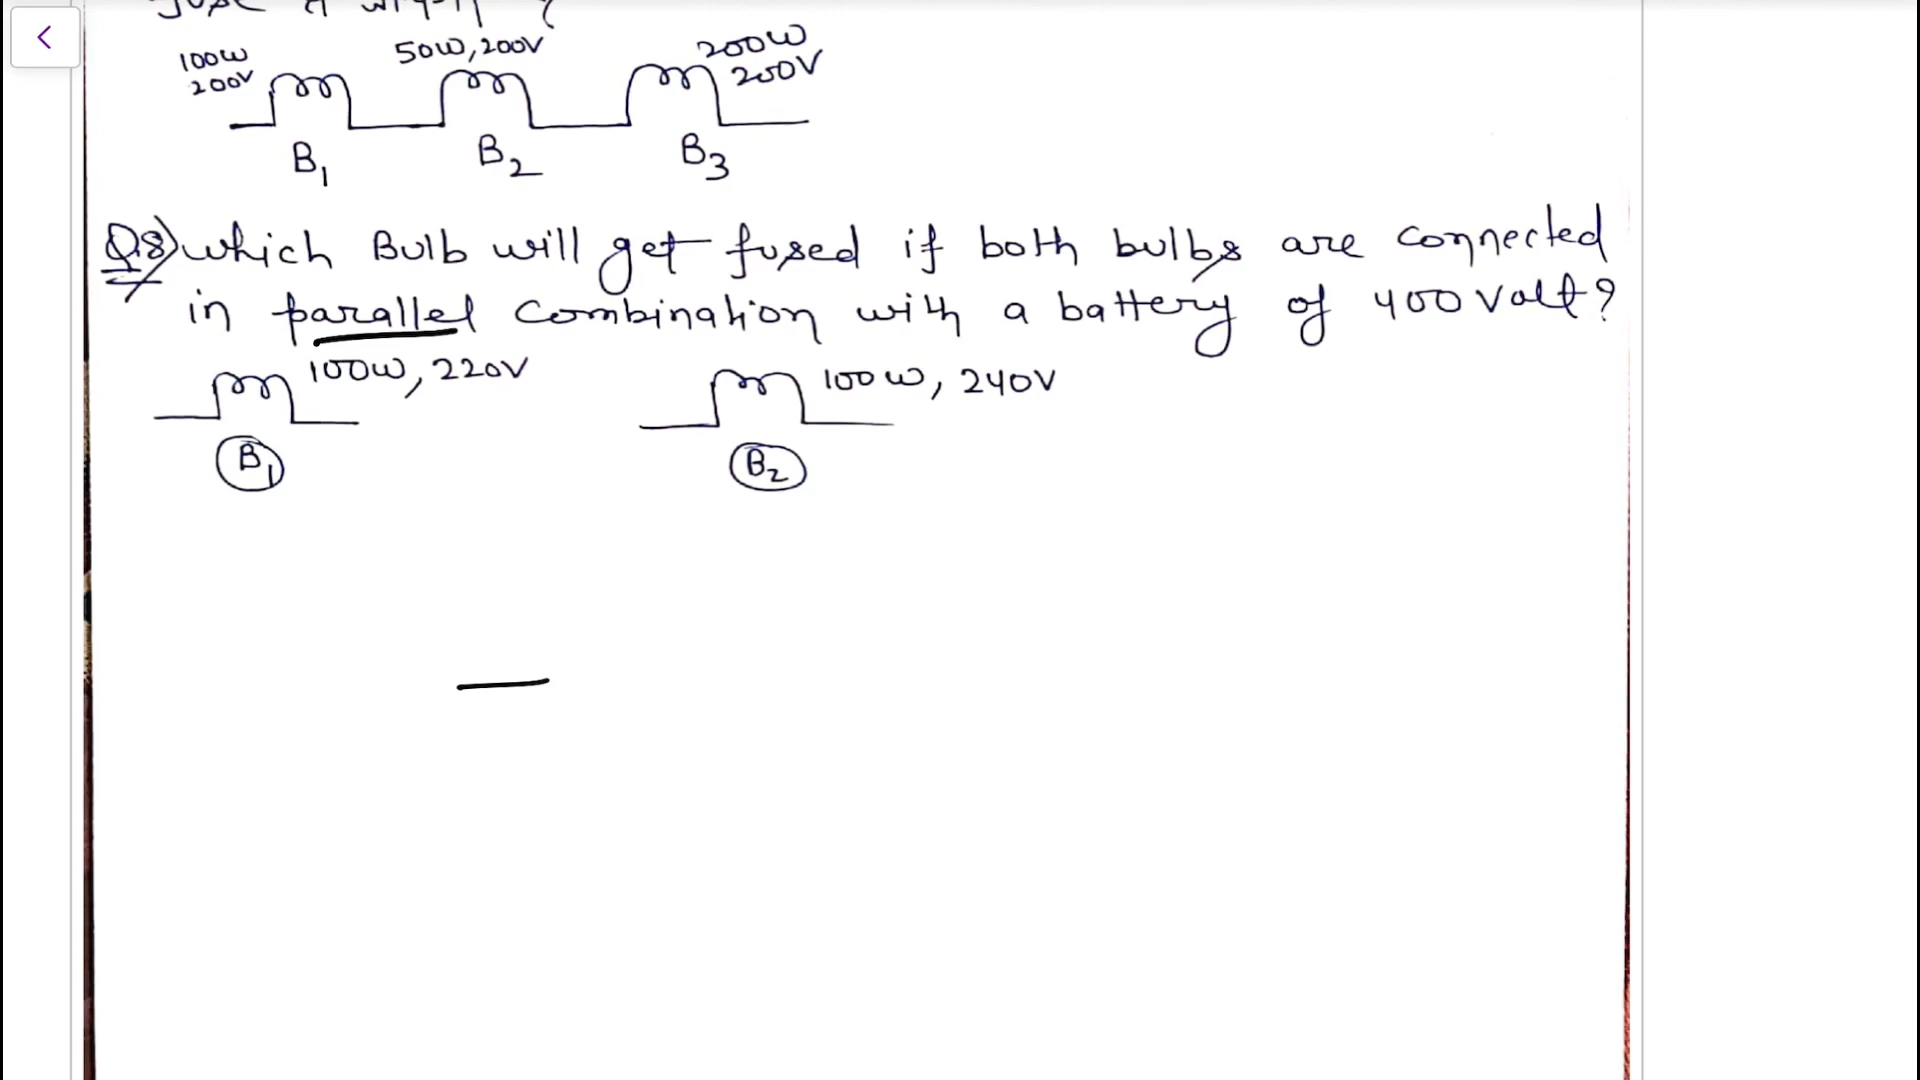 100W
200V
50W, 200V
200W
200V
B1
B2
B3
Q.8) which Bulb will get fused if both bulbs are connected
in parallel combination with a battery of 400 Volt?
100W, 220V
100W, 240V
B1
B2